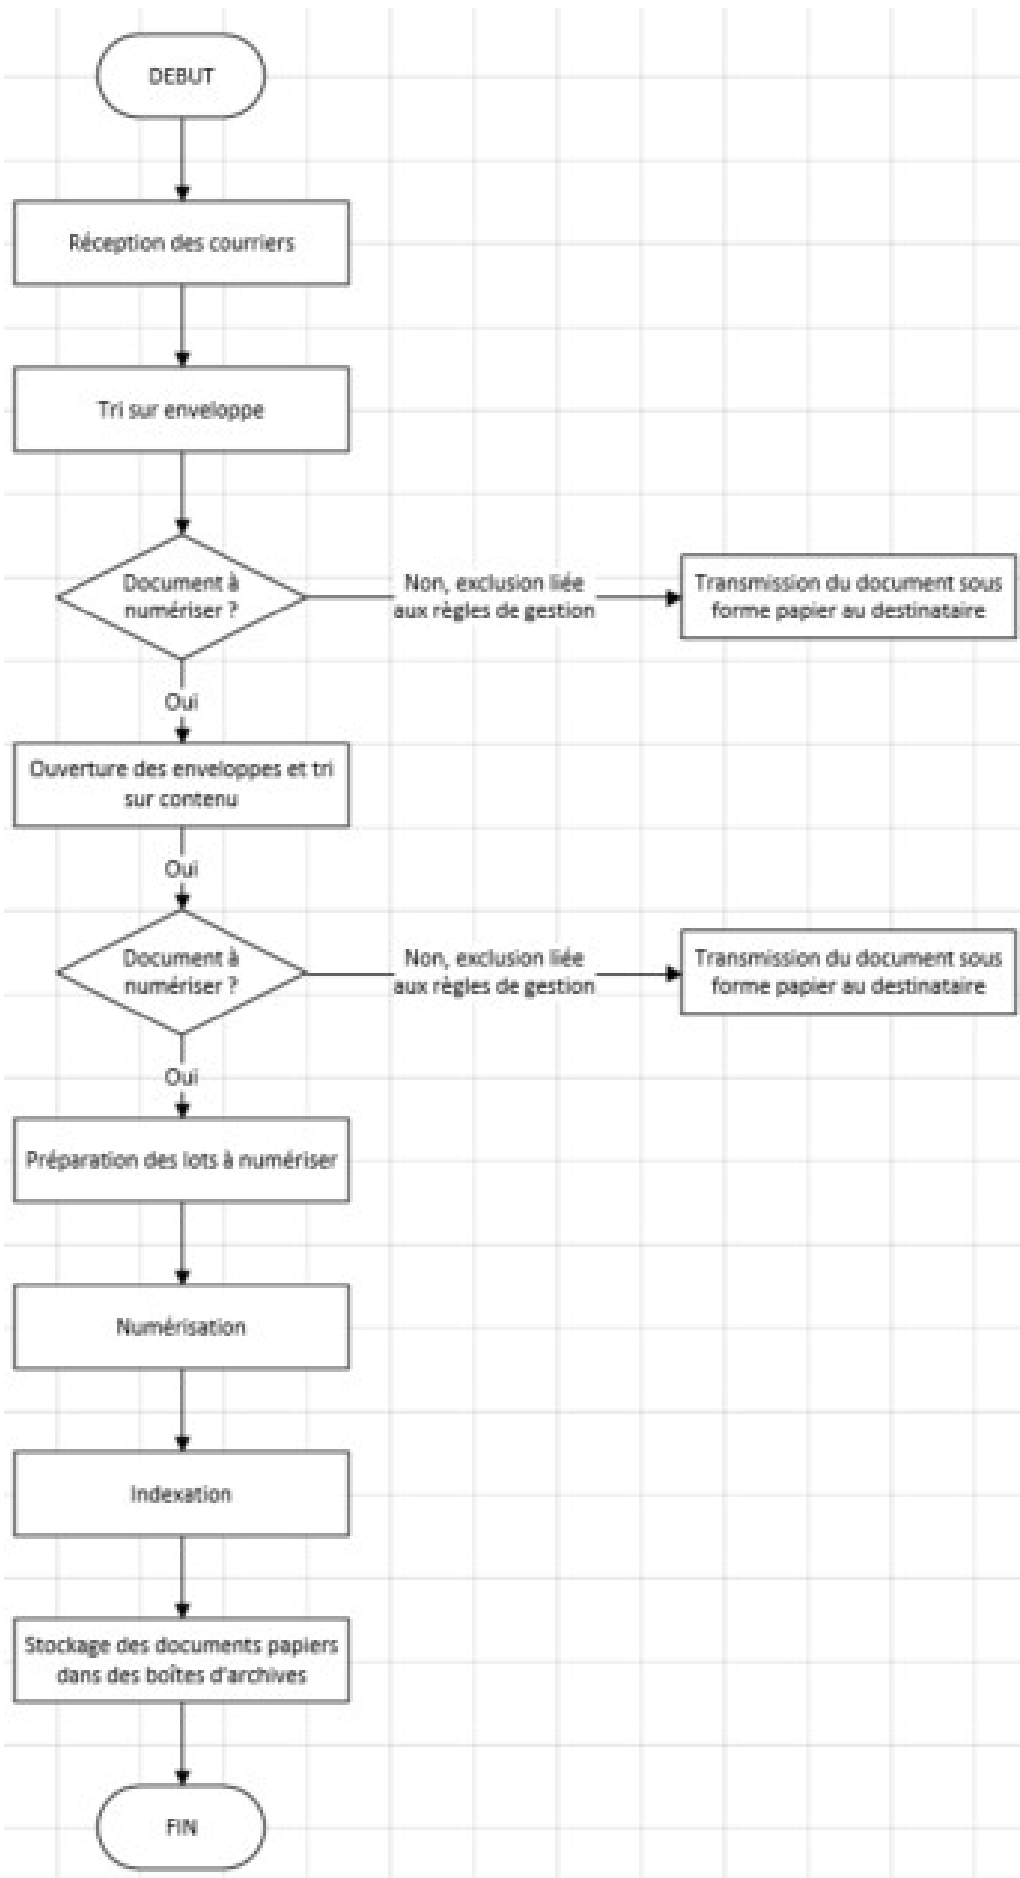 DEBUT
Réception des courriers
Tri sur enveloppe
Document à
numériser ?
Non, exclusion liée
aux règles de gestion
Transmission du document sous
forme papier au destinataire
Oui
Ouverture des enveloppes et tri
sur contenu
Oui
Document à
numériser ?
Non, exclusion liée
aux règles de gestion
Transmission du document sous
forme papier au destinataire
Oui
Préparation des lots à numériser
Numérisation
Indexation
Stockage des documents papiers
dans des boîtes d'archives
FIN